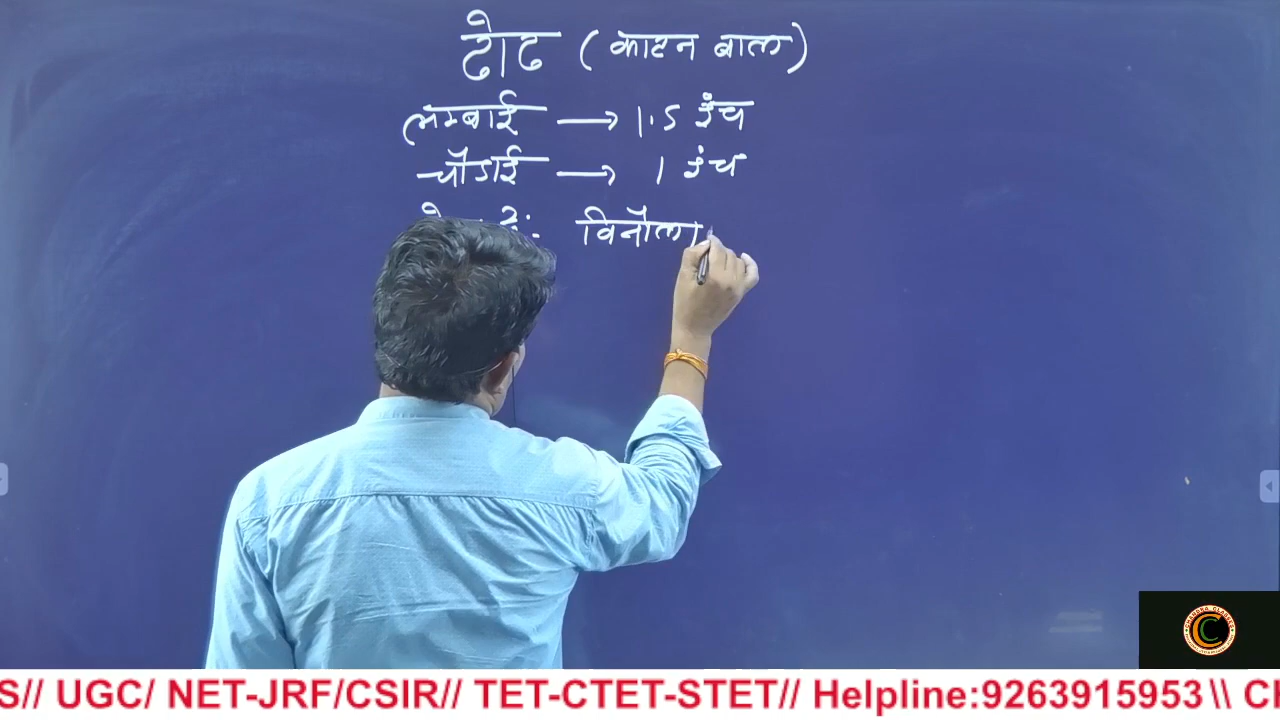 ढेाढ (काटन बाल)
लम्बाई → 1.5 इंच
चौडाई → 1 इंच
विनौला
S// UGC/ NET-JRF/CSIR// TET-CTET-STET// Helpline:9263915953 \\ C